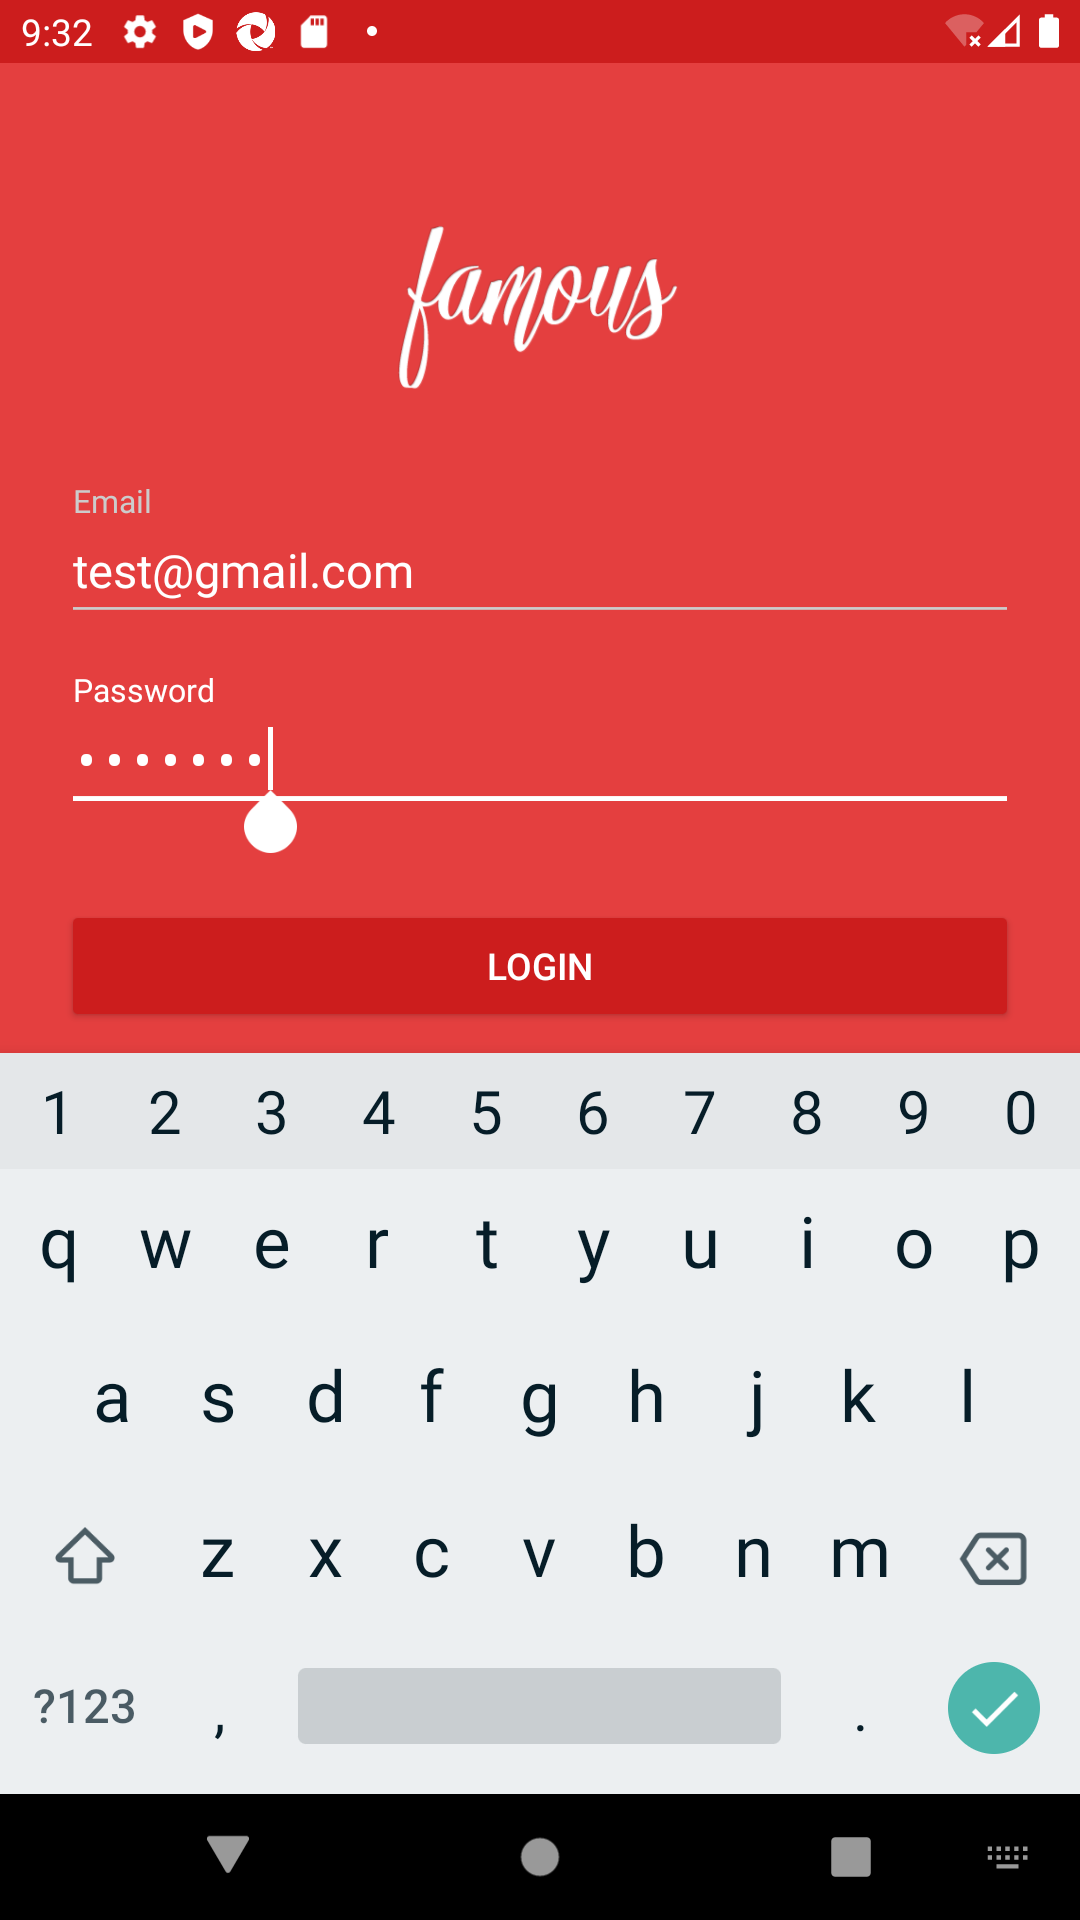 9:32
famous
Email
test@gmail.com
Password
•••••••
LOGIN
1 2 3 4 5 6 7 8 9 0
q w e r t y u i o p
a s d f g h j k l
z x c v b n m
?123 , .